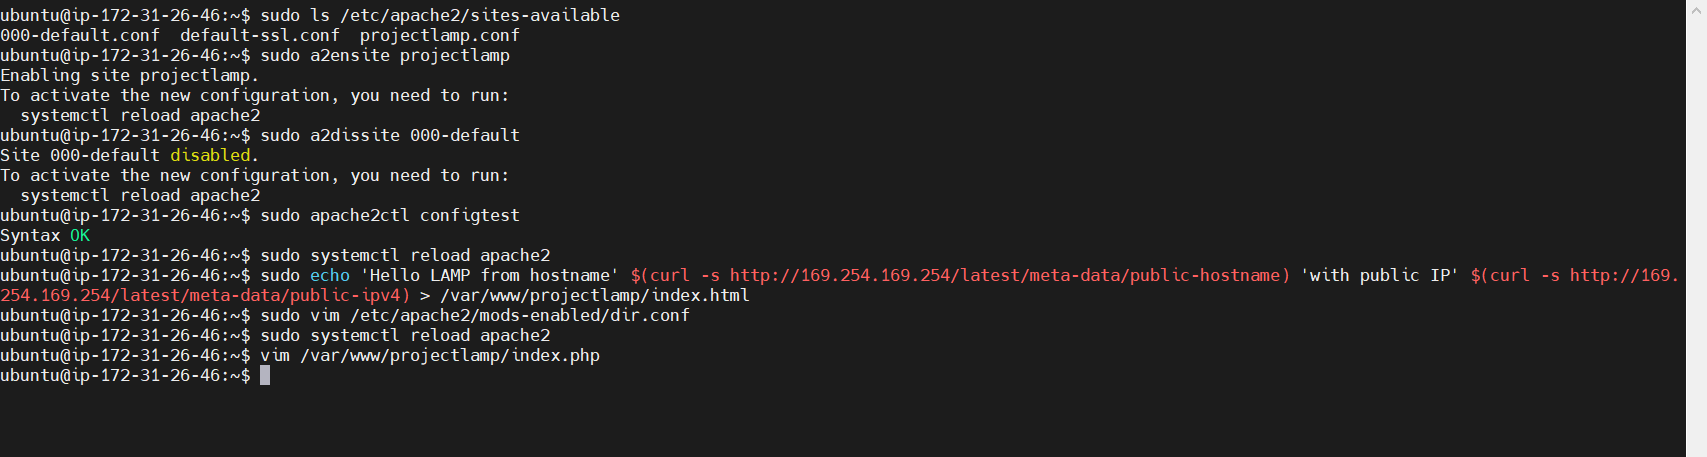 ubuntu@ip-172-31-26-46:~$ sudo ls /etc/apache2/sites-available
000-default.conf  default-ssl.conf  projectlamp.conf
ubuntu@ip-172-31-26-46:~$ sudo a2ensite projectlamp
Enabling site projectlamp.
To activate the new configuration, you need to run:
  systemctl reload apache2
ubuntu@ip-172-31-26-46:~$ sudo a2dissite 000-default
Site 000-default disabled.
To activate the new configuration, you need to run:
  systemctl reload apache2
ubuntu@ip-172-31-26-46:~$ sudo apache2ctl configtest
Syntax OK
ubuntu@ip-172-31-26-46:~$ sudo systemctl reload apache2
ubuntu@ip-172-31-26-46:~$ sudo echo 'Hello LAMP from hostname' $(curl -s http://169.254.169.254/latest/meta-data/public-hostname) 'with public IP' $(curl -s http://169.
254.169.254/latest/meta-data/public-ipv4) > /var/www/projectlamp/index.html
ubuntu@ip-172-31-26-46:~$ sudo vim /etc/apache2/mods-enabled/dir.conf
ubuntu@ip-172-31-26-46:~$ sudo systemctl reload apache2
ubuntu@ip-172-31-26-46:~$ vim /var/www/projectlamp/index.php
ubuntu@ip-172-31-26-46:~$